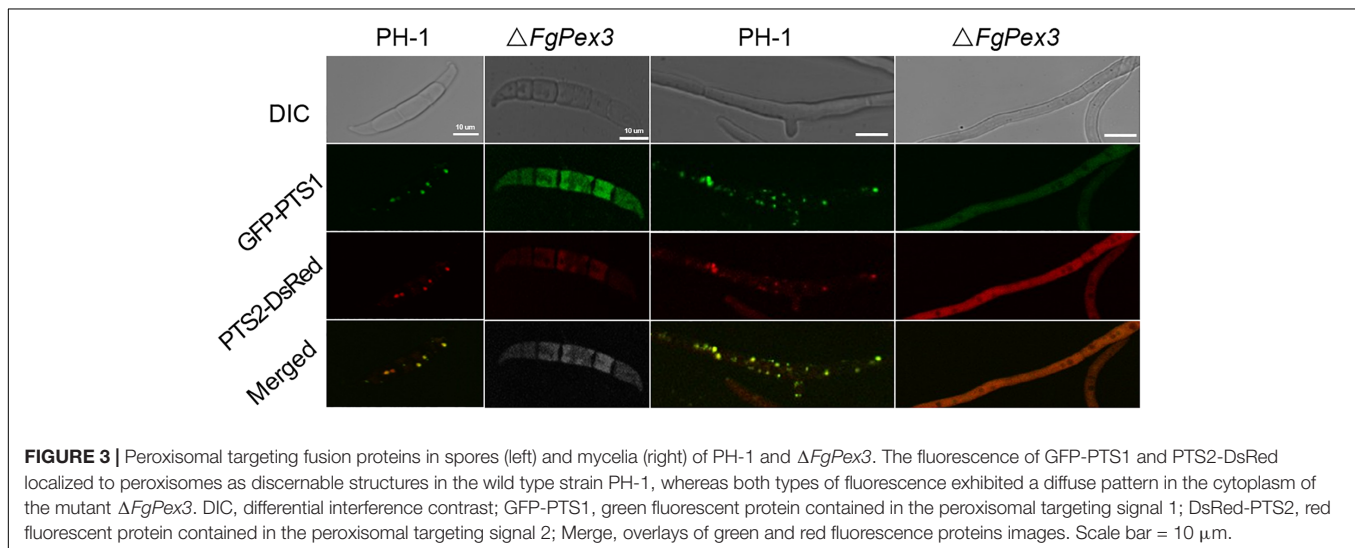 PH-1 △FgPex3 PH-1 △FgPex3
DIC
10 um
10 um
GFP-PTS1
PTS2-DsRed
Merged
FIGURE 3 | Peroxisomal targeting fusion proteins in spores (left) and mycelia (right) of PH-1 and ΔFgPex3. The fluorescence of GFP-PTS1 and PTS2-DsRed
localized to peroxisomes as discernable structures in the wild type strain PH-1, whereas both types of fluorescence exhibited a diffuse pattern in the cytoplasm of
the mutant ΔFgPex3. DIC, differential interference contrast; GFP-PTS1, green fluorescent protein contained in the peroxisomal targeting signal 1; DsRed-PTS2, red
fluorescent protein contained in the peroxisomal targeting signal 2; Merge, overlays of green and red fluorescence proteins images. Scale bar = 10 μm.